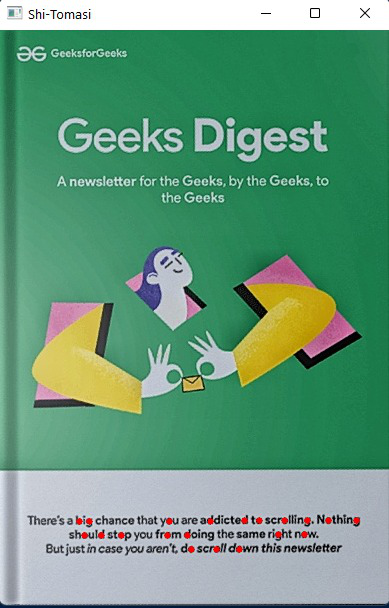 Shi-Tomasi
GeeksforGeeks
Geeks Digest
A newsletter for the Geeks, by the Geeks, to
the Geeks
There's a big chance that you are addicted to scrolling. Nothing
should stop you from doing the same right now.
But just in case you aren't, do scroll down this newsletter